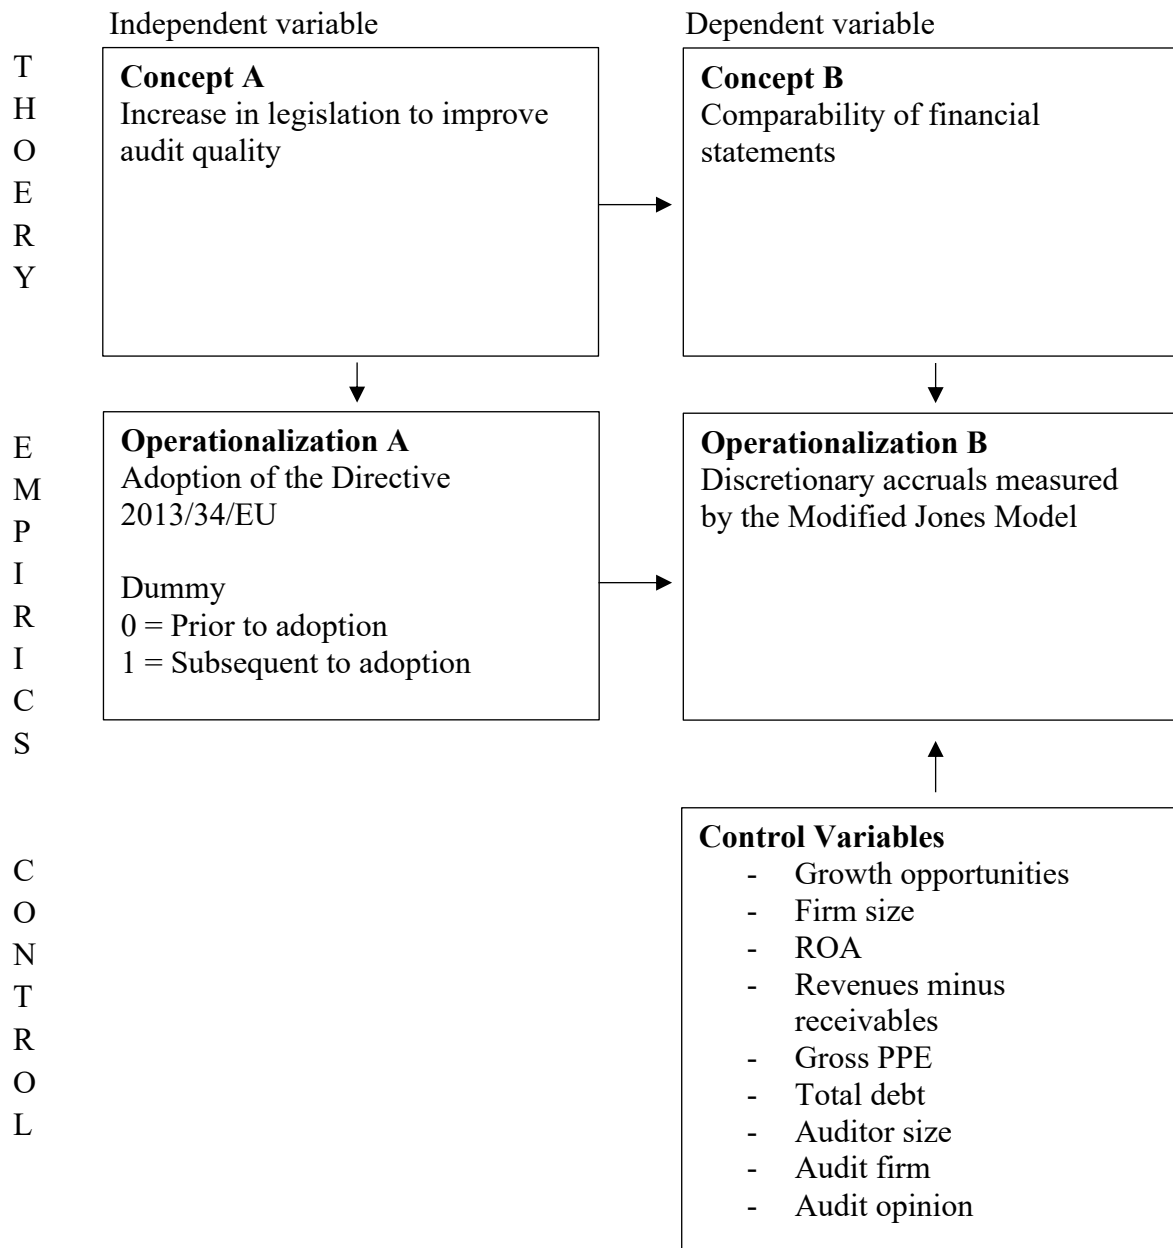 Independent variable
Dependent variable
T
H
O
E
R
Y
Concept A
Increase in legislation to improve
audit quality
Concept B
Comparability of financial
statements
E
M
P
I
R
I
C
S
Operationalization A
Adoption of the Directive
2013/34/EU
Dummy
0 = Prior to adoption
1 = Subsequent to adoption
Operationalization B
Discretionary accruals measured
by the Modified Jones Model
C
O
N
T
R
O
L
Control Variables
- Growth opportunities
- Firm size
- ROA
- Revenues minus
receivables
- Gross PPE
- Total debt
- Auditor size
- Audit firm
- Audit opinion